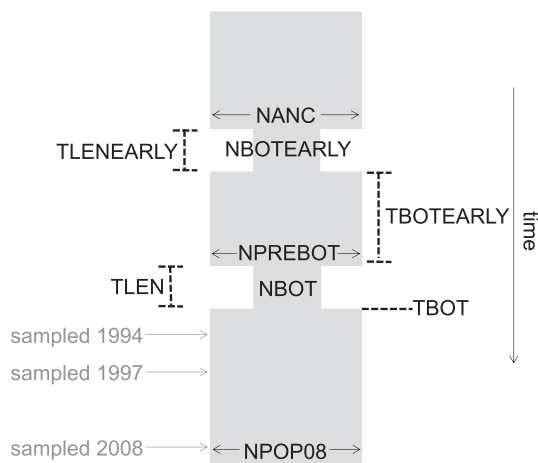 NANC
TLENEARLY
NBOTEARLY
TBOTEARLY
time
NPREBOT
TLEN
NBOT
TBOT
sampled 1994
sampled 1997
sampled 2008
NPOP08